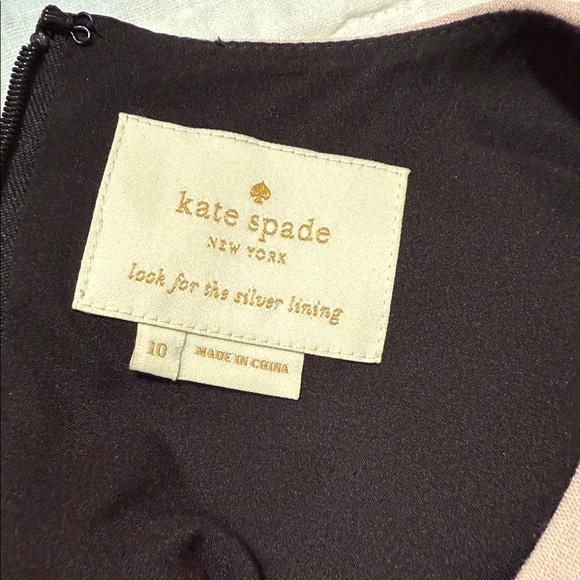 kate spade
NEW YORK
look for the silver lining
10
MADE IN CHINA